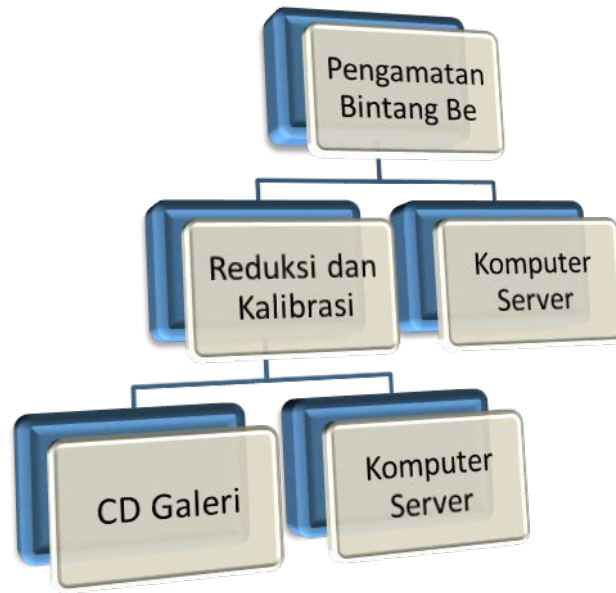 Pengamatan
Bintang Be
Reduksi dan
Kalibrasi
Komputer
Server
CD Galeri
Komputer
Server